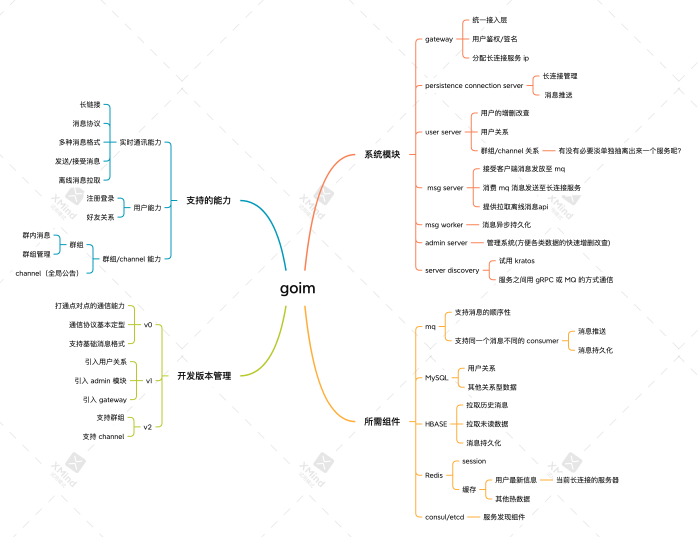 goim
支持的能力
实时通讯能力
长链接
消息协议
多种消息格式
发送/接受消息
离线消息拉取
用户能力
注册登录
好友关系
群组/channel 能力
群组
群内消息
群组管理
channel（全局公告）
开发版本管理
v0
打通点对点的通信能力
通信协议基本定型
支持基础消息格式
v1
引入用户关系
引入 admin 模块
引入 gateway
v2
支持群组
支持 channel
系统模块
gateway
统一接入层
用户鉴权/签名
分配长连接服务 ip
persistence connection server
长连接管理
消息推送
user server
用户的增删改查
用户关系
群组/channel 关系
有没有必要谈单独抽离出来一个服务呢?
msg server
接受客户端消息发放至 mq
消费 mq 消息发送至长连接服务
提供拉取离线消息api
msg worker
消息异步持久化
admin server
管理系统(方便各类数据的快速增删改查)
server discovery
试用 kratos
服务之间用 gRPC 或 MQ 的方式通信
所需组件
mq
支持消息的顺序性
支持同一个消息不同的 consumer
消息推送
消息持久化
MySQL
用户关系
其他关系型数据
HBASE
拉取历史消息
拉取未读数据
消息持久化
Redis
session
缓存
用户最新信息
当前长连接的服务器
其他热数据
consul/etcd
服务发现组件
XMind
XMind
XMind
XMind
XMind
XMind